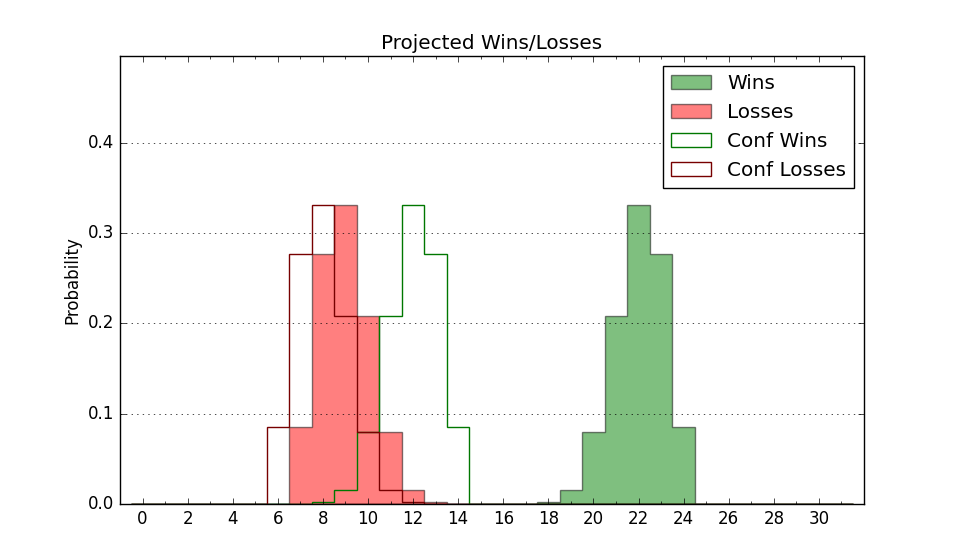 Projected Wins/Losses
Wins
Losses
Conf Wins
Conf Losses
Probability
0.4
0.3
0.2
0.1
0.0
0 2 4 6 8 10 12 14 16 18 20 22 24 26 28 30